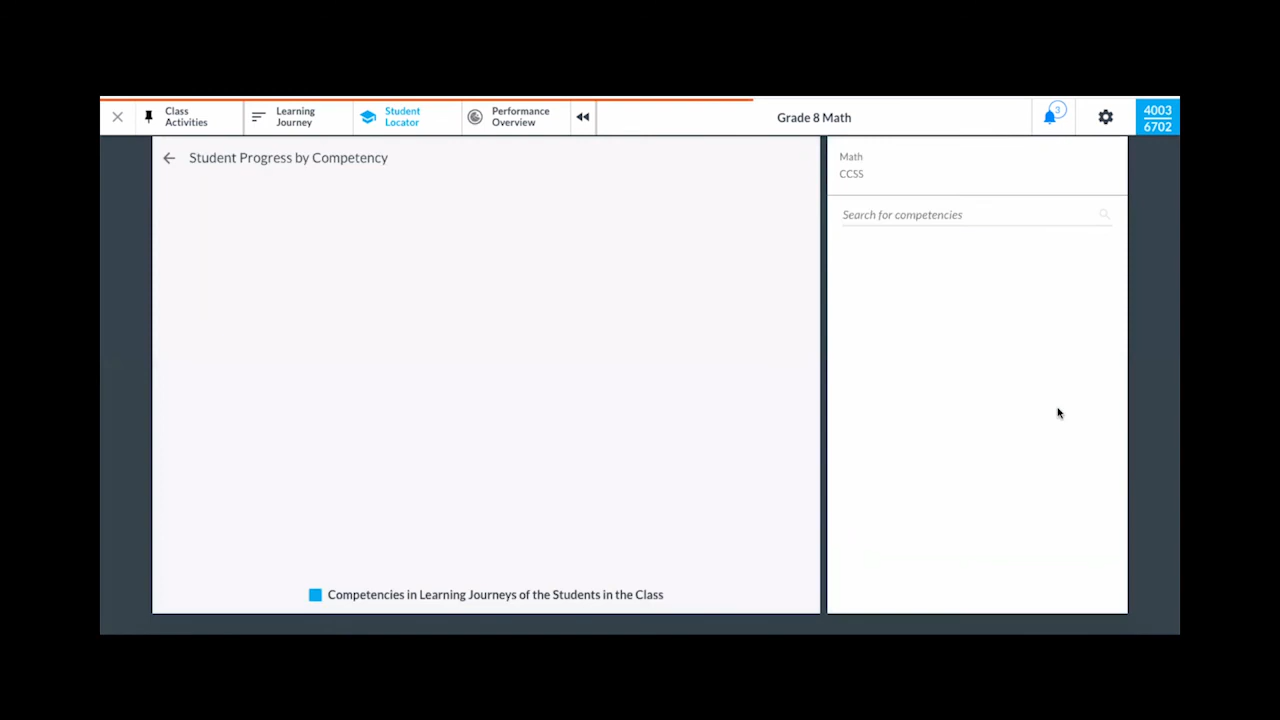 Class
Activities
Learning
Journey
Student
Locator
Performance
Overview
Grade 8 Math
3
4003
6702
Student Progress by Competency
Math
CCSS
Search for competencies
Competencies in Learning Journeys of the Students in the Class